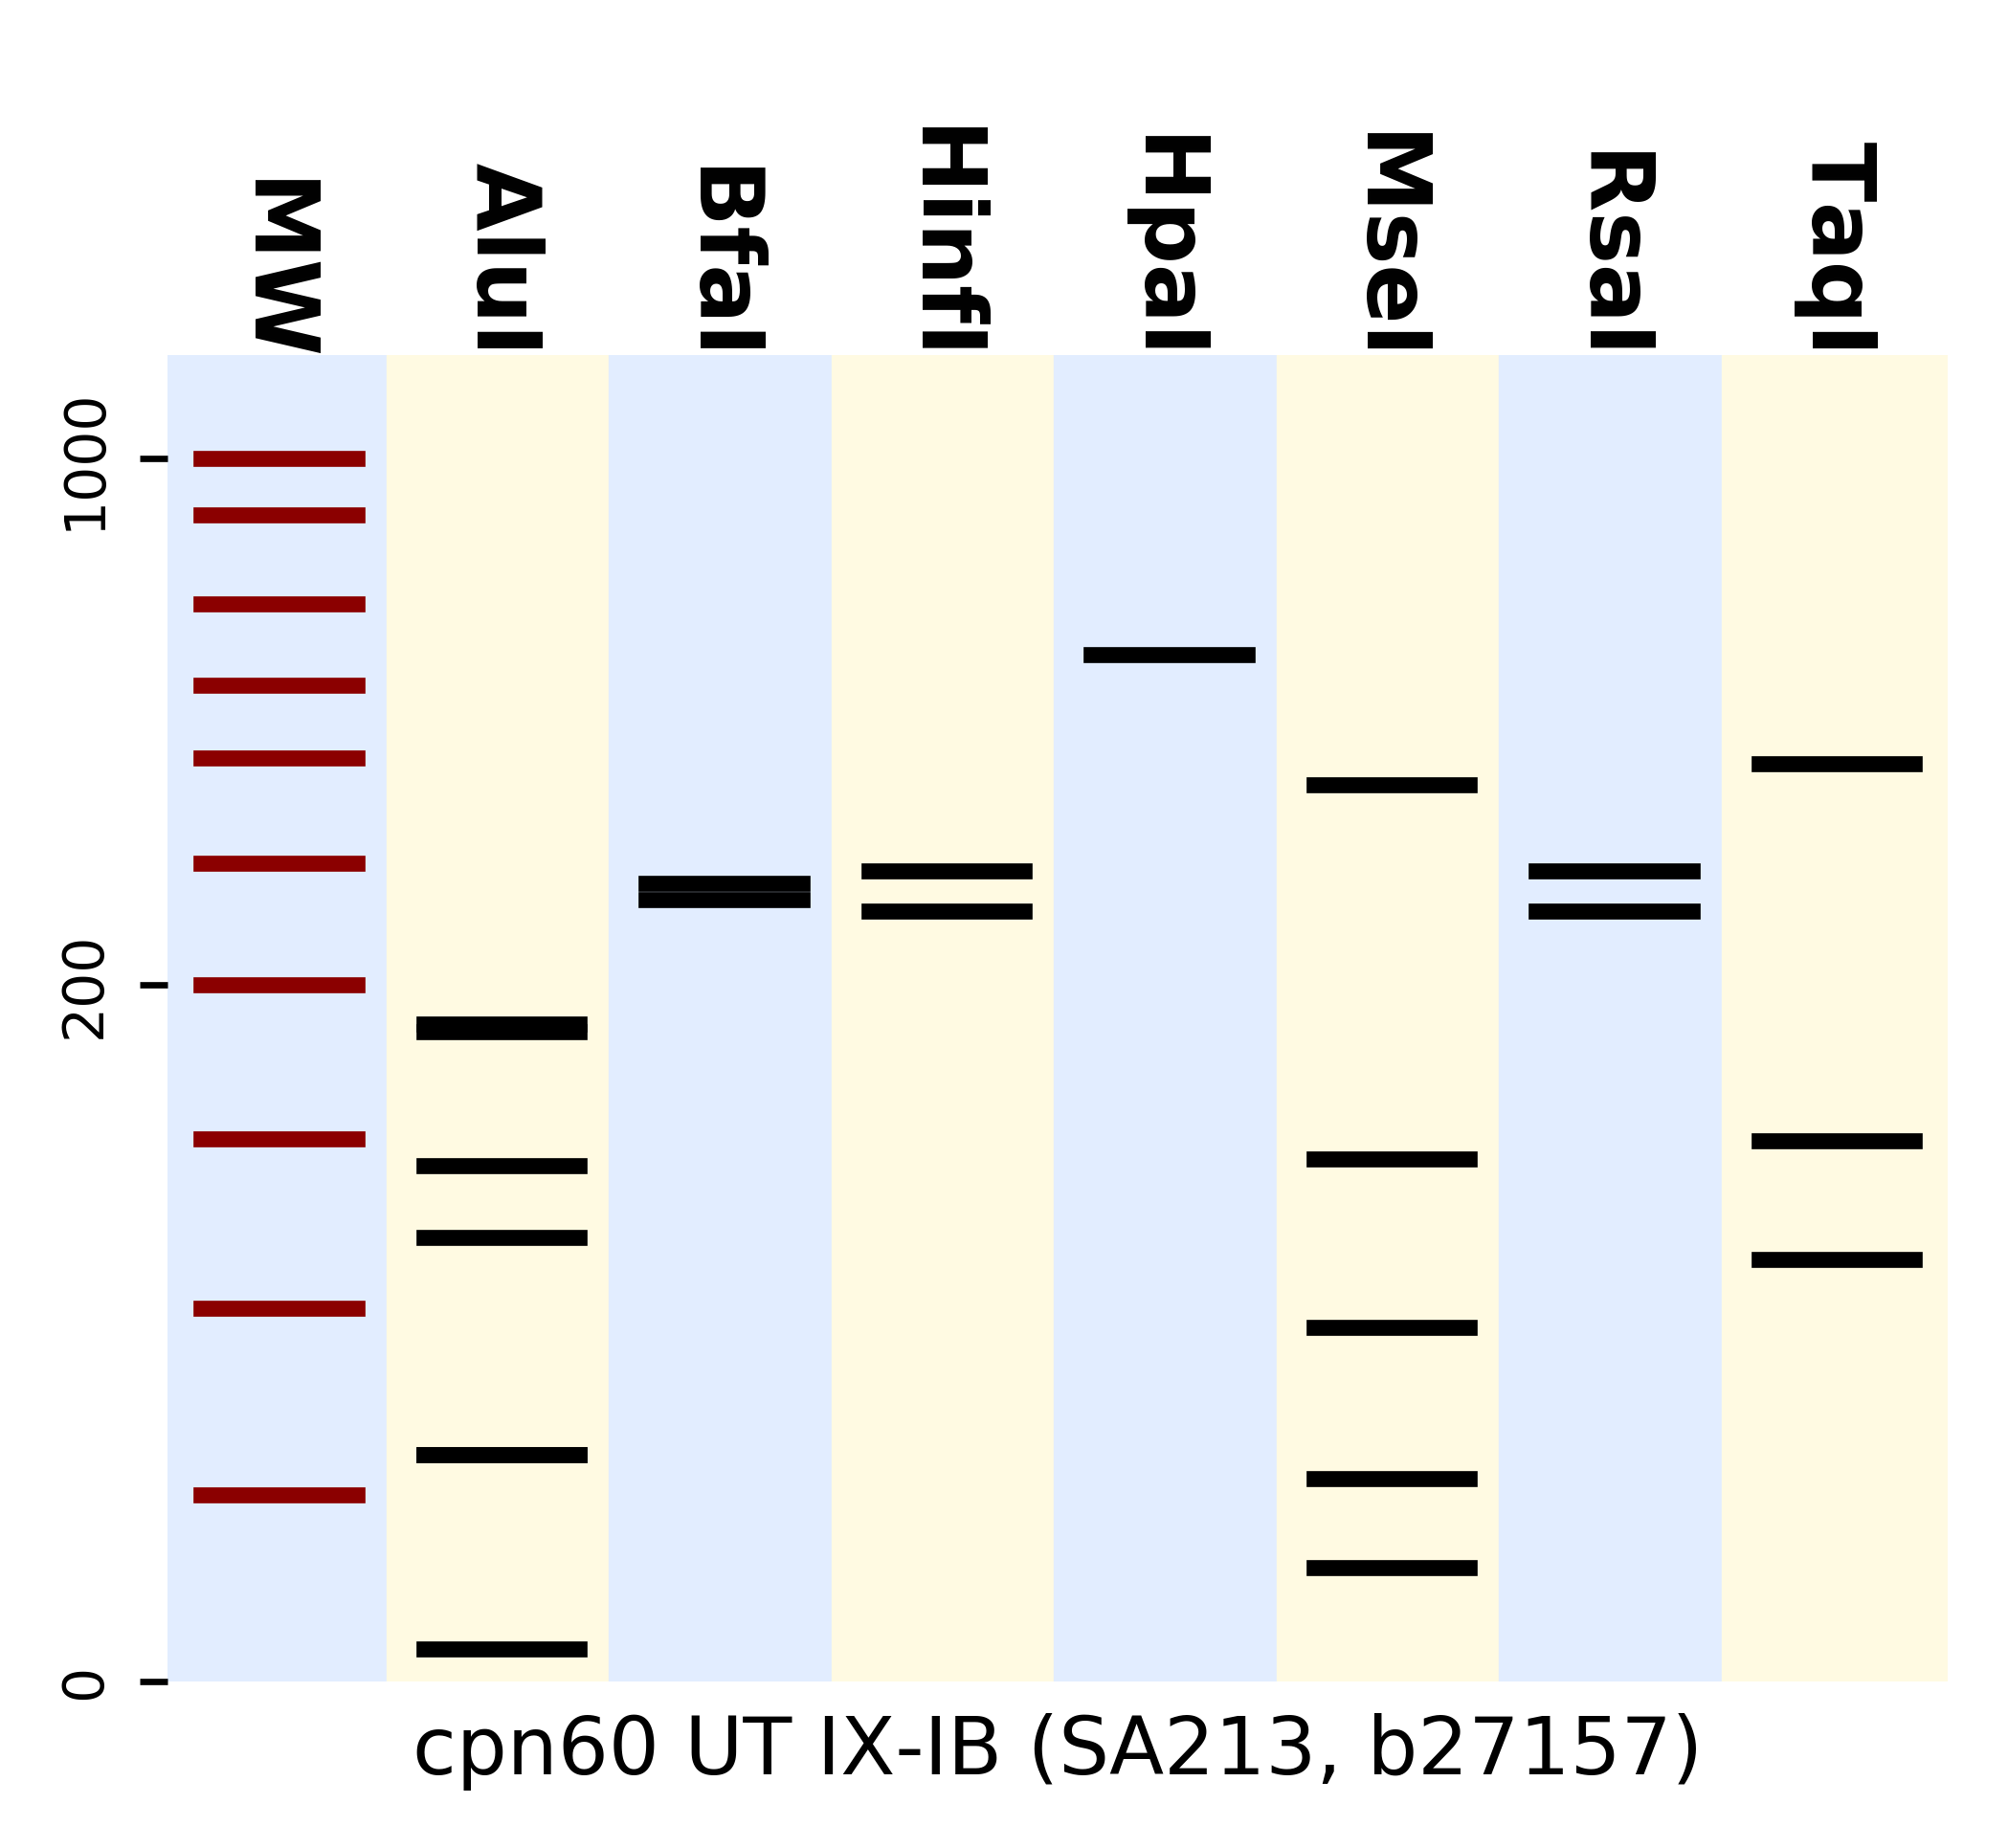 MW
AluI
BfaI
HinfI
HpaI
MseI
RsaI
TaqI
1000
200
0
cpn60 UT IX-IB (SA213, b27157)